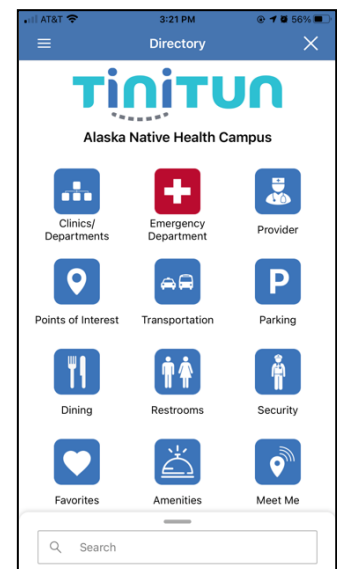 AT&T 3:21 PM 56%
Directory
TiNiTUN
Alaska Native Health Campus
Clinics/
Departments
Emergency
Department
Provider
Points of Interest
Transportation
P
Parking
Dining
Restrooms
Security
Favorites
Amenities
Meet Me
Search